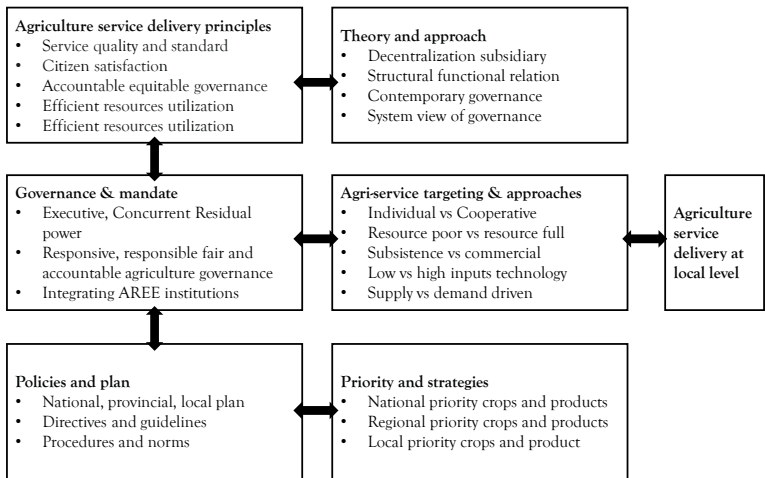 Agriculture service delivery principles
• Service quality and standard
• Citizen satisfaction
• Accountable equitable governance
• Efficient resources utilization
• Efficient resources utilization
Theory and approach
• Decentralization subsidiary
• Structural functional relation
• Contemporary governance
• System view of governance
Governance & mandate
• Executive, Concurrent Residual
power
• Responsive, responsible fair and
accountable agriculture governance
• Integrating AREE institutions
Agri-service targeting & approaches
• Individual vs Cooperative
• Resource poor vs resource full
• Subsistence vs commercial
• Low vs high inputs technology
• Supply vs demand driven
Agriculture
service
delivery at
local level
Policies and plan
• National, provincial, local plan
• Directives and guidelines
• Procedures and norms
Priority and strategies
• National priority crops and products
• Regional priority crops and products
• Local priority crops and product